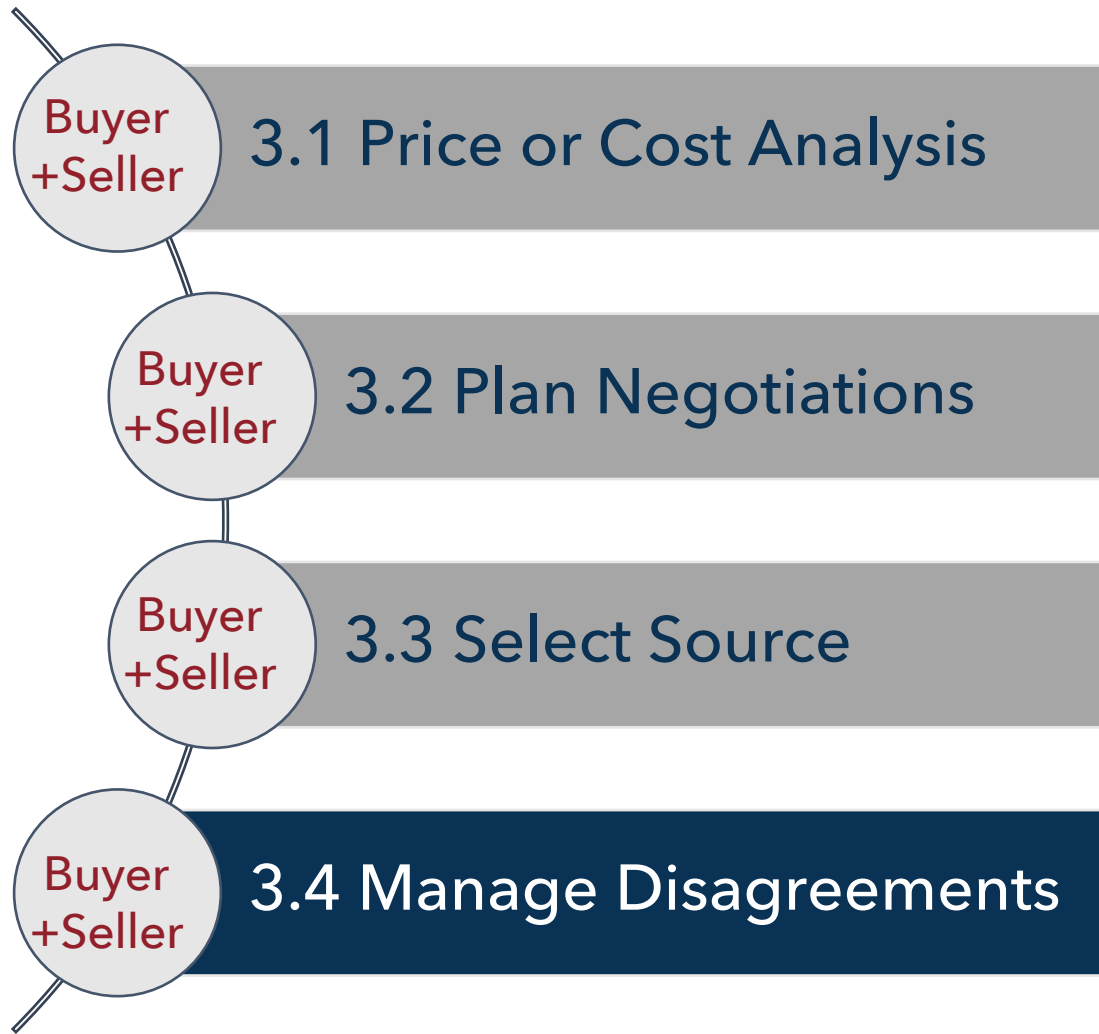 Buyer
+Seller
3.1 Price or Cost Analysis
Buyer
+Seller
3.2 Plan Negotiations
Buyer
+Seller
3.3 Select Source
Buyer
+Seller
3.4 Manage Disagreements